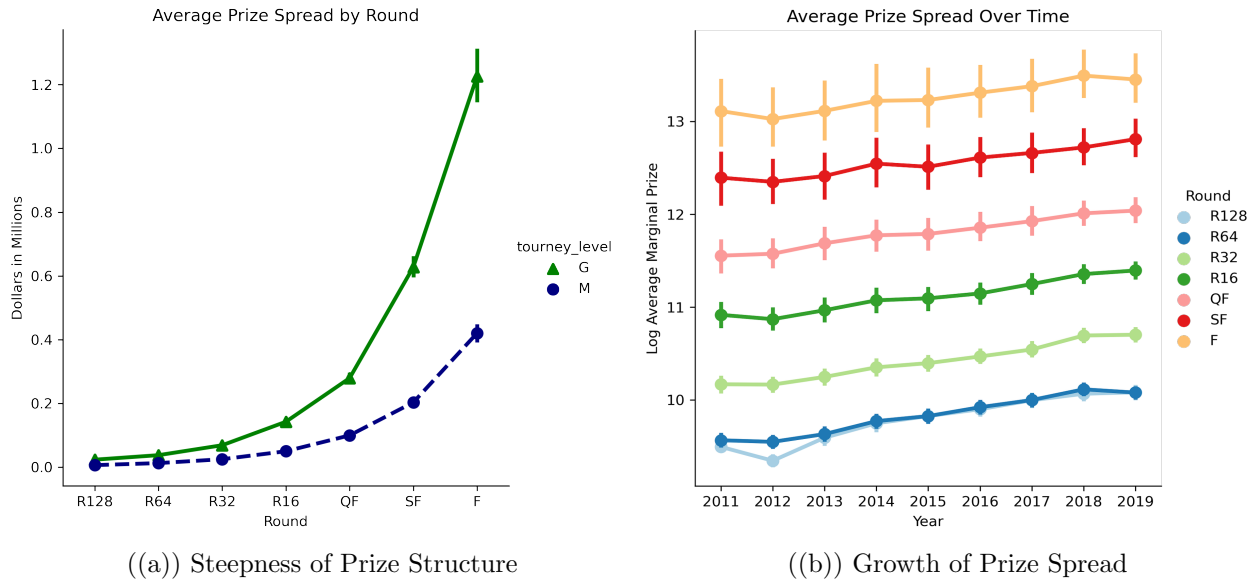 Average Prize Spread by Round
Dollars in Millions
1.2
1.0
0.8
0.6
0.4
0.2
0.0
R128 R64 R32 R16 QF SF F
Round
tourney_level
G
M
((a)) Steepness of Prize Structure
Average Prize Spread Over Time
Log Average Marginal Prize
13
12
11
10
2011 2012 2013 2014 2015 2016 2017 2018 2019
Year
Round
R128
R64
R32
R16
QF
SF
F
((b)) Growth of Prize Spread